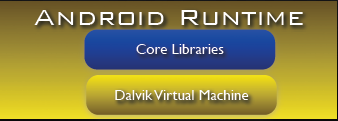 Android Runtime
Core Libraries
Dalvik Virtual Machine